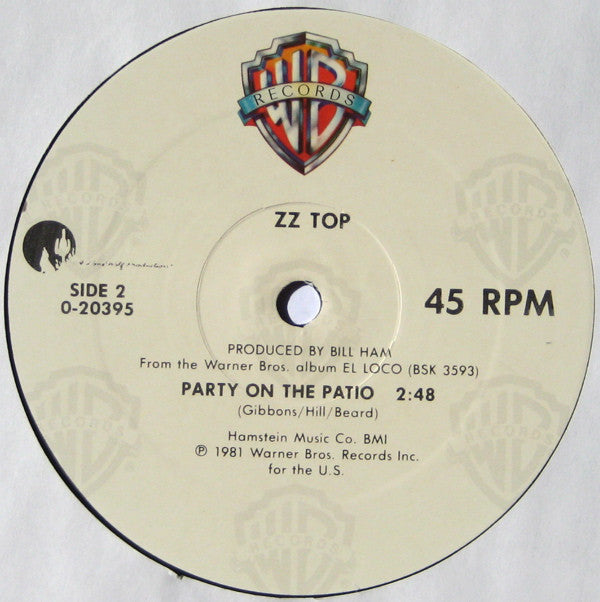 WB
RECORDS
ZZ TOP
SIDE 2
0-20395
45 RPM
PRODUCED BY BILL HAM
From the Warner Bros. album EL LOCO (BSK 3593)
PARTY ON THE PATIO 2:48
(Gibbons/Hill/Beard)
Hamstein Music Co. BMI
℗ 1981 Warner Bros. Records Inc.
for the U.S.